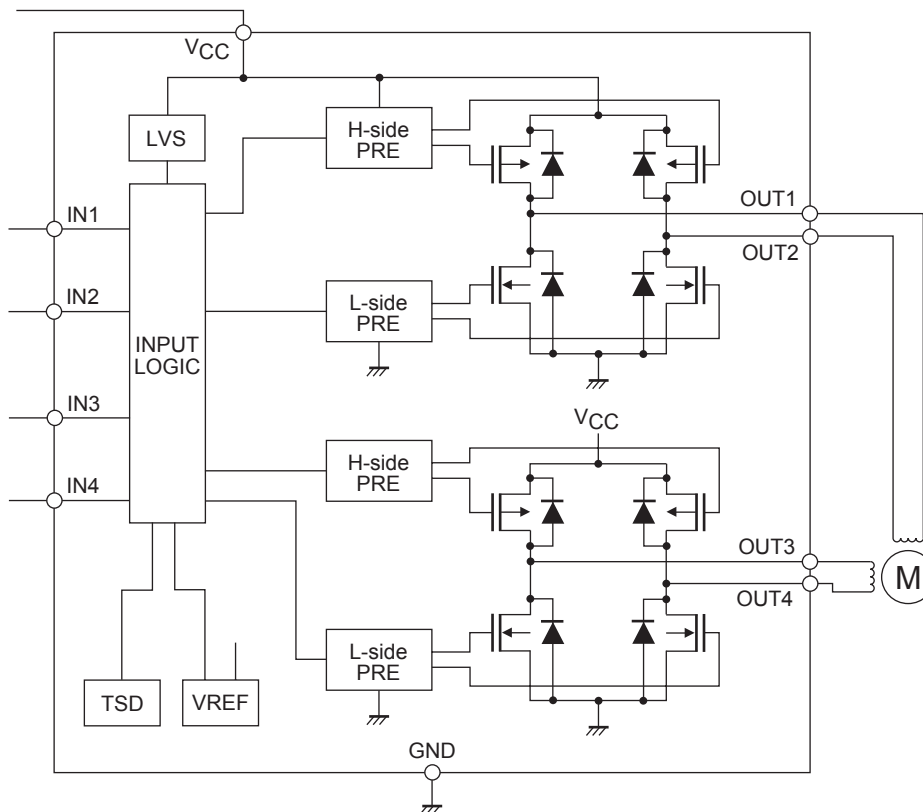 VCC
LVS
H-side
PRE
IN1
OUT1
OUT2
IN2
L-side
PRE
INPUT
LOGIC
IN3
VCC
H-side
PRE
IN4
OUT3
M
OUT4
L-side
PRE
TSD
VREF
GND